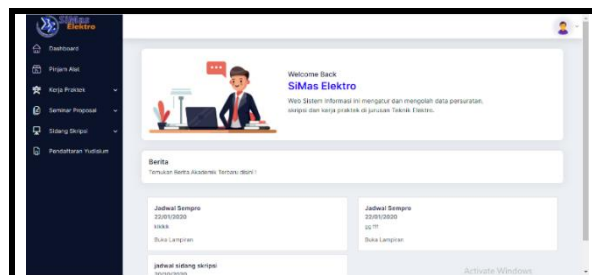 SiMas
Elektro
Dashboard
Pinjam Alat
Kerja Praktek
Seminar Proposal
Sidang Skripsi
Pendaftaran Yudisium
Welcome Back
SiMas Elektro
Web Sistem Informasi ini mengatur dan mengolah data persuratan,
skripsi dan kerja praktek di jurusan Teknik Elektro.
Berita
Temukan Berita Akademik Terbaru disini !
Jadwal Sempro
22/01/2020
Buka Lampiran
Jadwal Sempro
22/01/2020
Buka Lampiran
jadwal sidang skripsi
Activate Windows